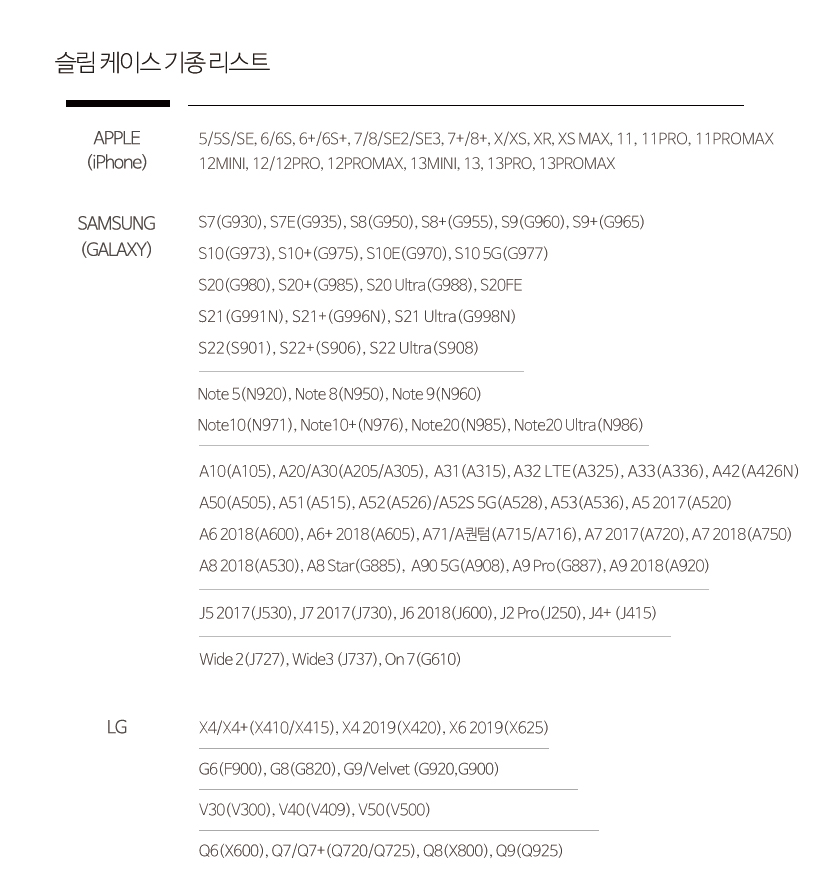 슬림 케이스 기종 리스트
APPLE
(iPhone)
5/5S/SE, 6/6S, 6+/6S+, 7/8/SE2/SE3, 7+/8+, X/XS, XR, XS MAX, 11, 11PRO, 11PROMAX
12MINI, 12/12PRO, 12PROMAX, 13MINI, 13, 13PRO, 13PROMAX
SAMSUNG
(GALAXY)
S7(G930), S7E(G935), S8(G950), S8+(G955), S9(G960), S9+(G965)
S10(G973), S10+(G975), S10E(G970), S10 5G(G977)
S20(G980), S20+(G985), S20 Ultra(G988), S20FE
S21(G991N), S21+(G996N), S21 Ultra(G998N)
S22(S901), S22+(S906), S22 Ultra(S908)
Note 5(N920), Note 8(N950), Note 9(N960)
Note10(N971), Note10+(N976), Note20(N985), Note20 Ultra(N986)
A10(A105), A20/A30(A205/A305), A31(A315), A32 LTE(A325), A33(A336), A42(A426N)
A50(A505), A51(A515), A52(A526)/A52S 5G(A528), A53(A536), A5 2017(A520)
A6 2018(A600), A6+ 2018(A605), A71/A퀀텀(A715/A716), A7 2017(A720), A7 2018(A750)
A8 2018(A530), A8 Star(G885), A90 5G(A908), A9 Pro(G887), A9 2018(A920)
J5 2017(J530), J7 2017(J730), J6 2018(J600), J2 Pro(J250), J4+ (J415)
Wide 2(J727), Wide3 (J737), On 7(G610)
LG
X4/X4+(X410/X415), X4 2019(X420), X6 2019(X625)
G6(F900), G8(G820), G9/Velvet (G920,G900)
V30(V300), V40(V409), V50(V500)
Q6(X600), Q7/Q7+(Q720/Q725), Q8(X800), Q9(Q925)